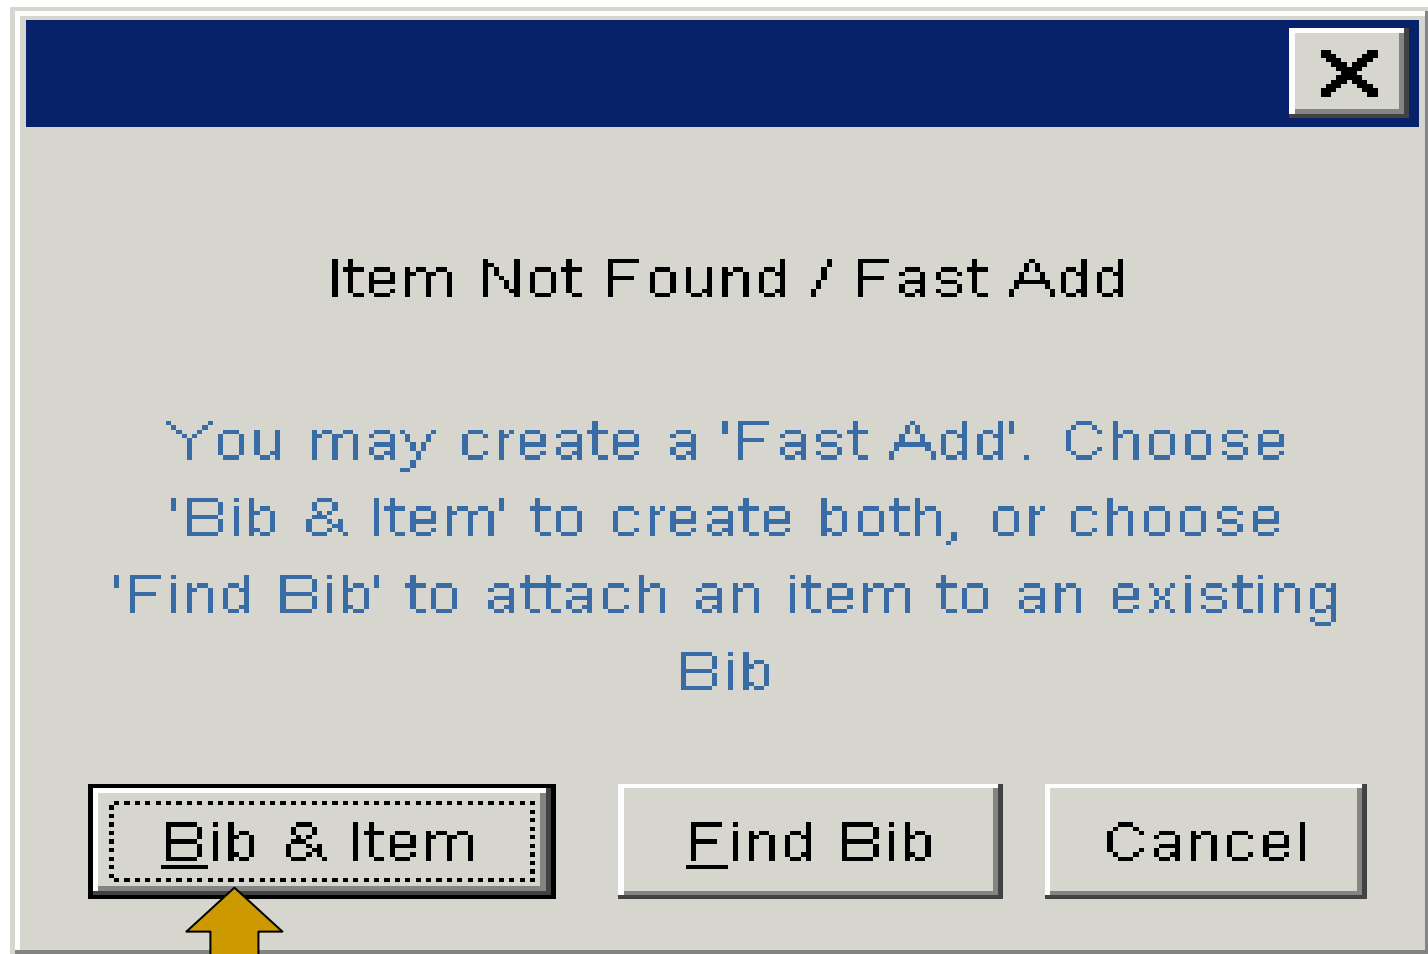 Item Not Found / Fast Add
You may create a 'Fast Add'. Choose
'Bib & Item' to create both, or choose
'Find Bib' to attach an item to an existing
Bib
Bib & Item Find Bib Cancel